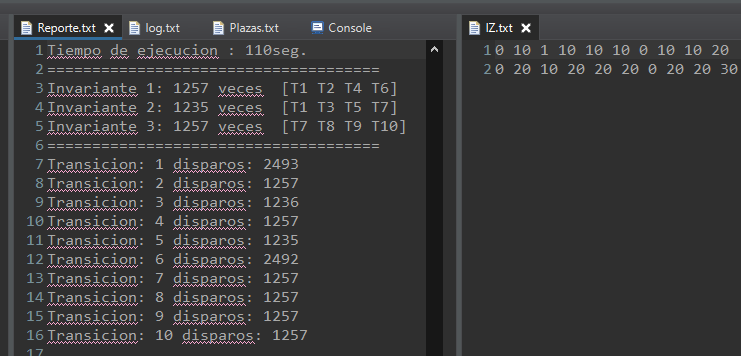 Reporte.txt log.txt Plazas.txt Console
1 Tiempo de ejecucion : 110seg.
2 =====================================
3 Invariante 1: 1257 veces [T1 T2 T4 T6]
4 Invariante 2: 1235 veces [T1 T3 T5 T7]
5 Invariante 3: 1257 veces [T7 T8 T9 T10]
6 =====================================
7 Transicion: 1 disparos: 2493
8 Transicion: 2 disparos: 1257
9 Transicion: 3 disparos: 1236
10 Transicion: 4 disparos: 1257
11 Transicion: 5 disparos: 1235
12 Transicion: 6 disparos: 2492
13 Transicion: 7 disparos: 1257
14 Transicion: 8 disparos: 1257
15 Transicion: 9 disparos: 1257
16 Transicion: 10 disparos: 1257
17
IZ.txt
1 0 10 1 10 10 10 0 10 10 20
2 0 20 10 20 20 20 0 20 20 30